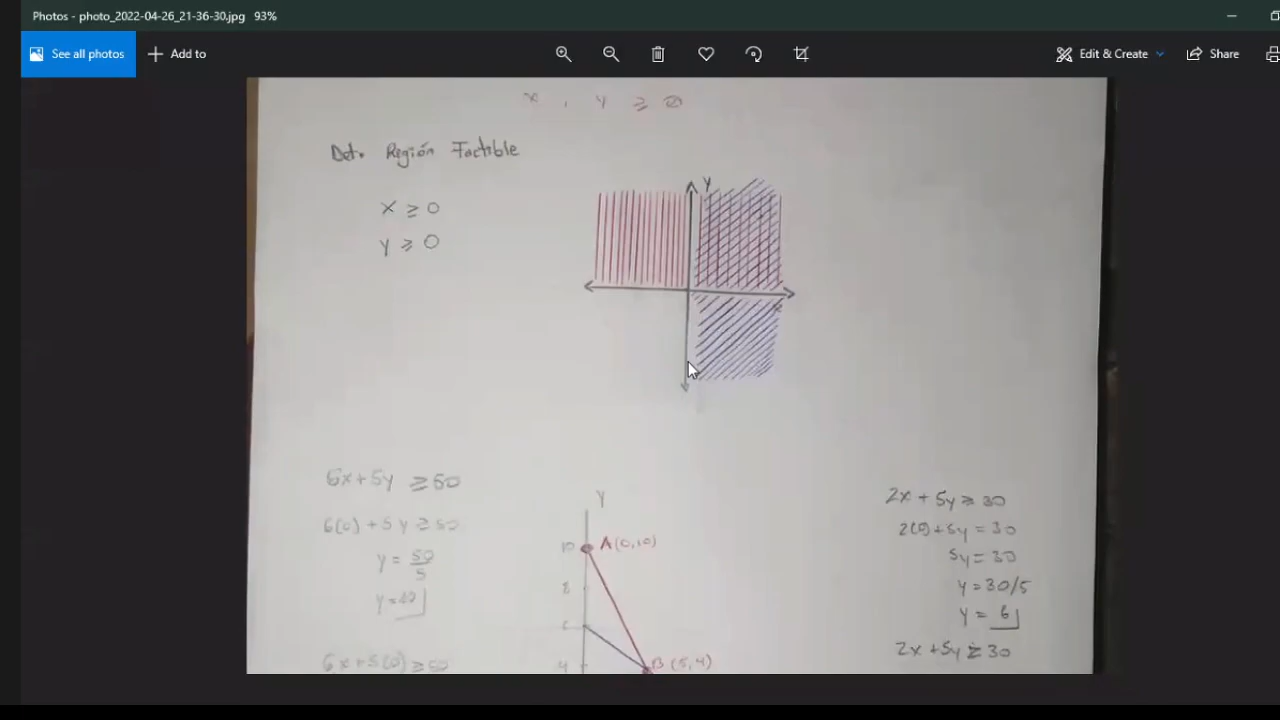 Photos - photo_2022-04-26_21-36-30.jpg 93%
See all photos
Add to
Edit & Create
Share
x , y ≥ 0
Det. Región Factible
x ≥ 0
y ≥ 0
Y
6x+5y ≥50
6(0)+5y ≥50
y = 50/5
y=10
6x+5(0)≥50
Y
10
A(0,10)
8
6
4
B(5,4)
2x + 5y ≥ 30
2(0)+5y = 30
5y = 30
y = 30/5
y = 6
2x +5y ≥ 30